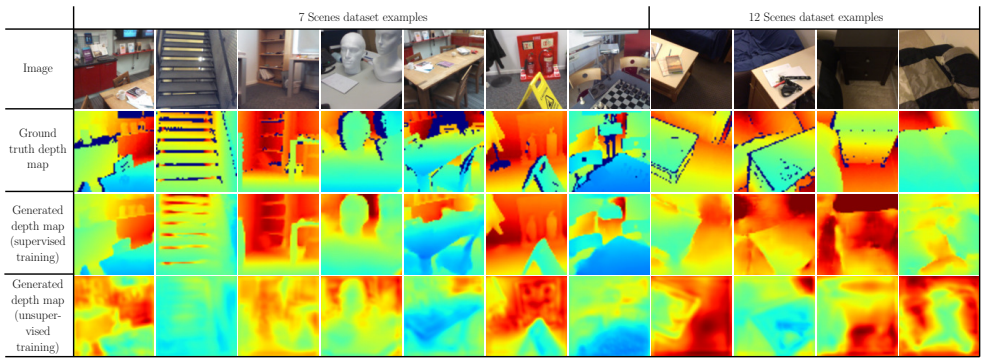 7 Scenes dataset examples
12 Scenes dataset examples
Image
Ground
truth depth
map
Generated
depth map
(supervised
training)
Generated
depth map
(unsuper-
vised
training)